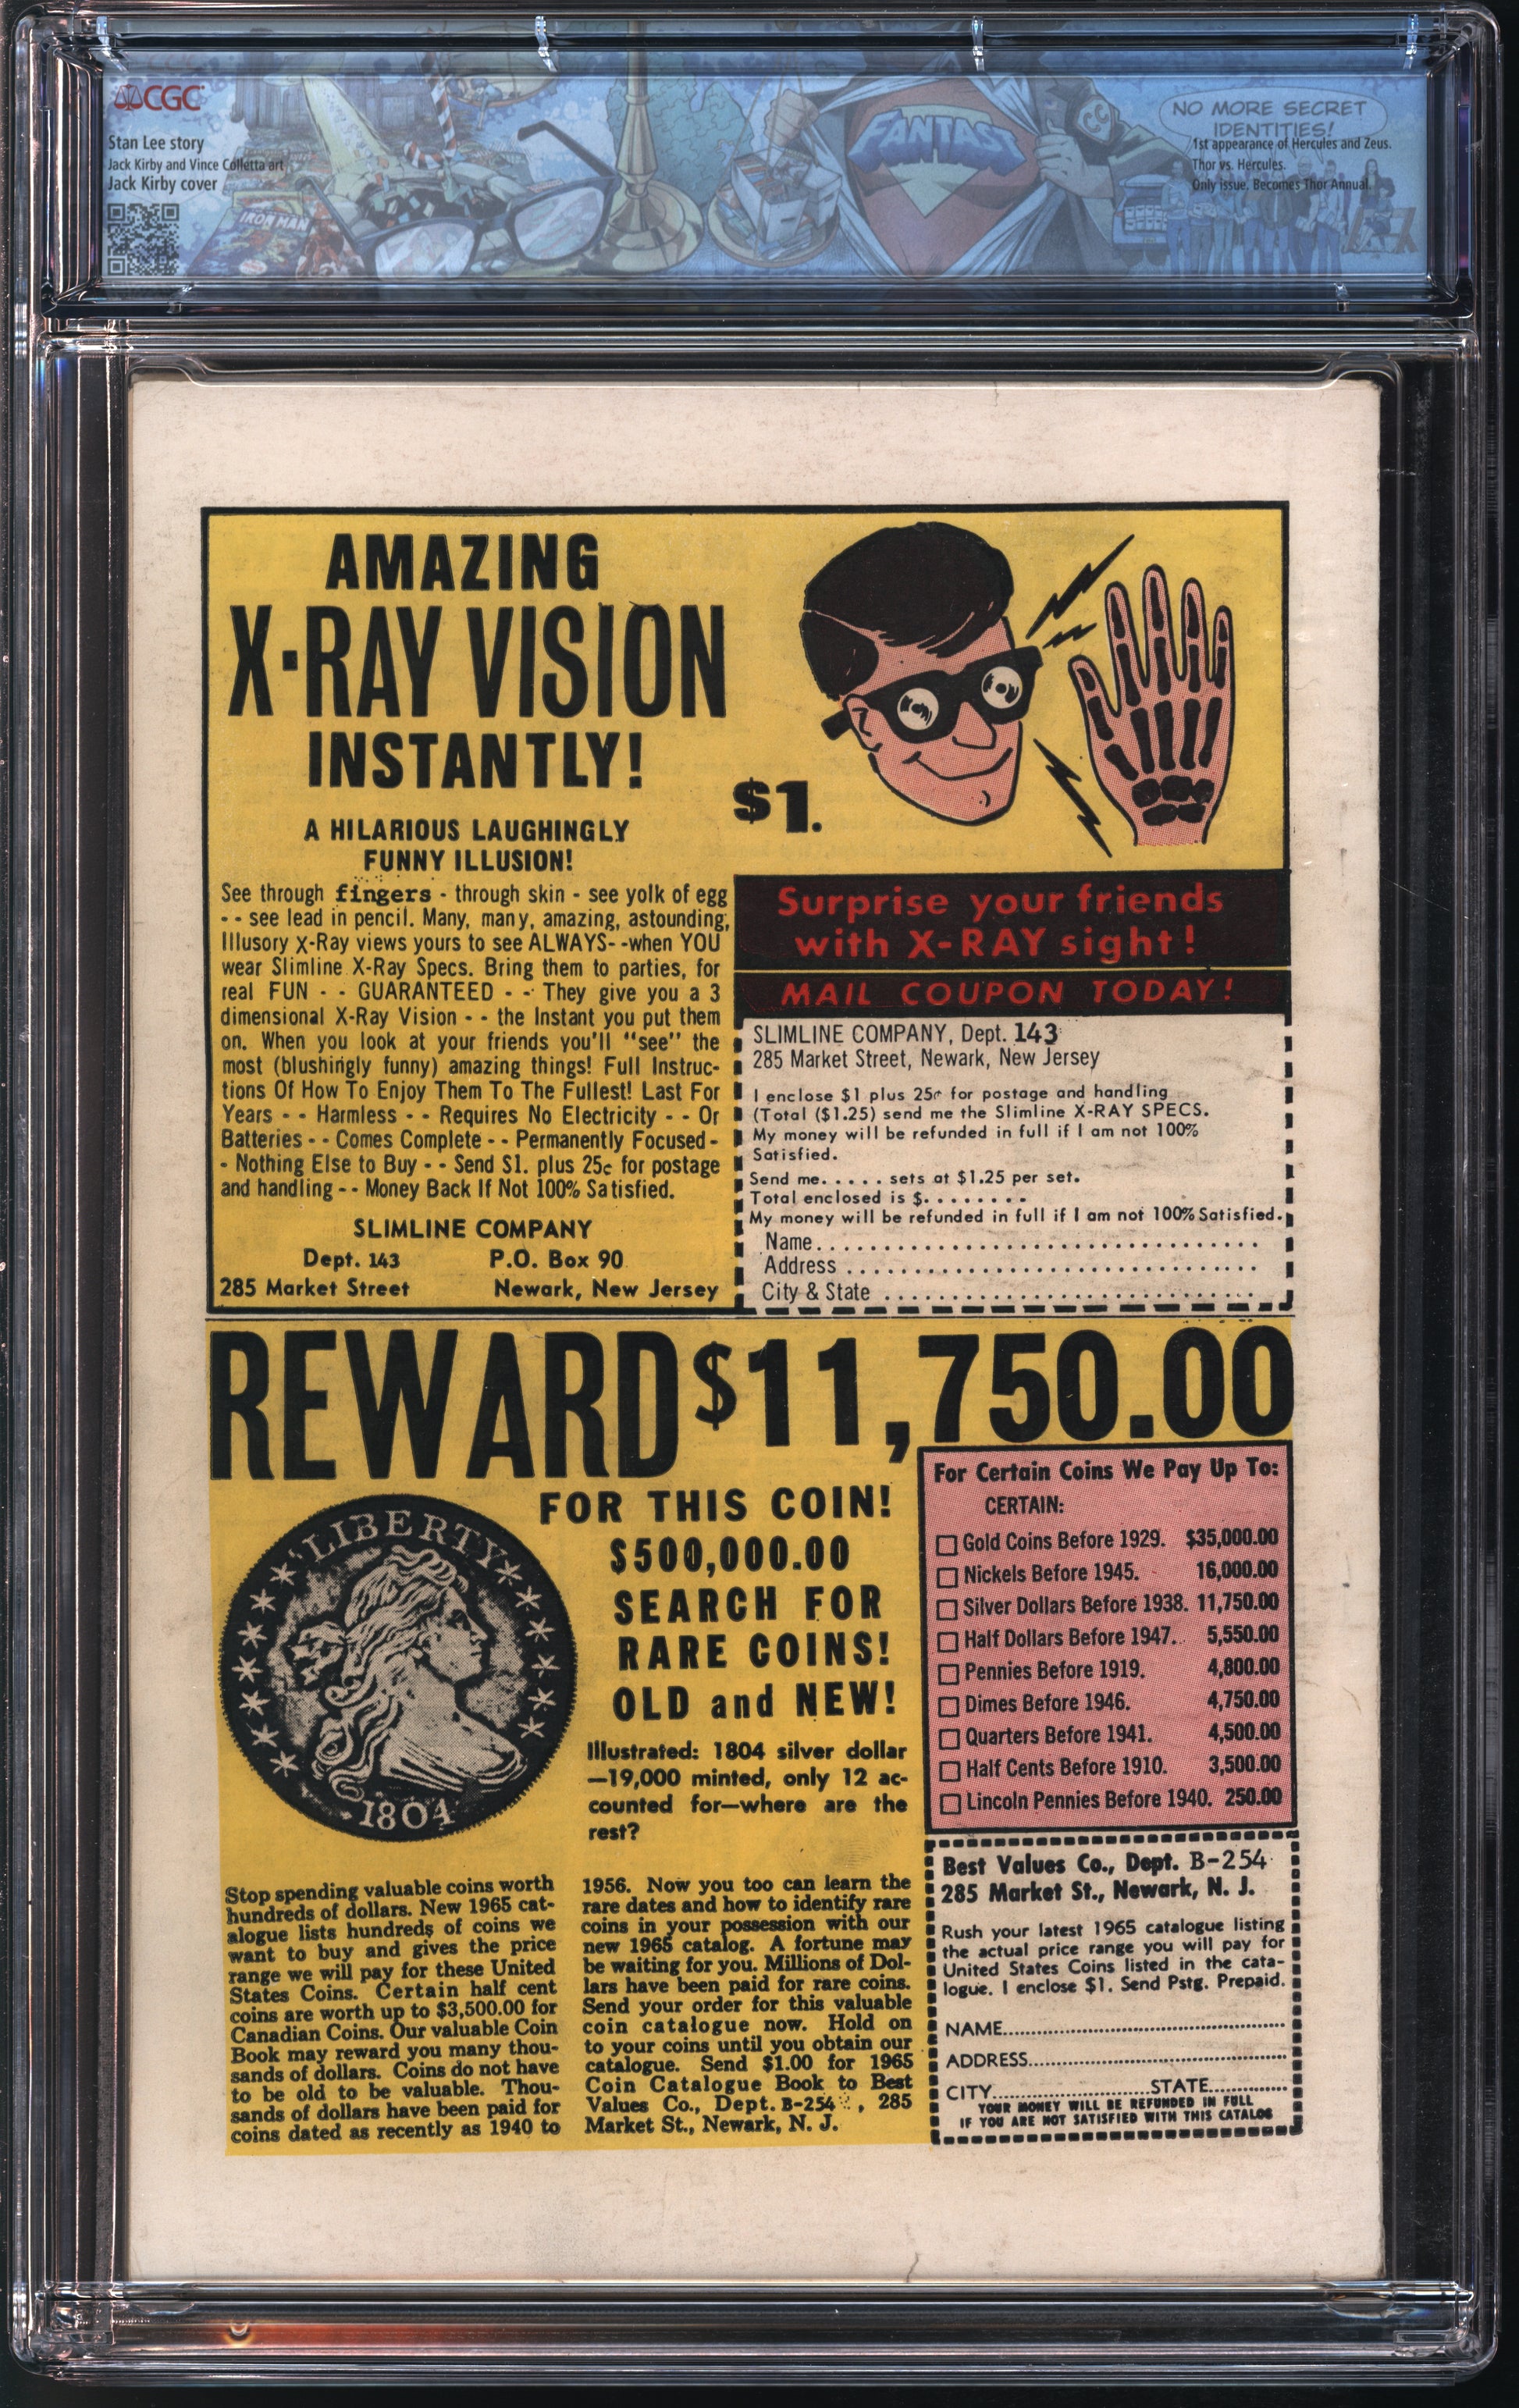 CGC
Stan Lee story
Jack Kirby and Vince Colletta art
Jack Kirby cover
IRON MAN
FANTAST
CC
NO MORE SECRET
IDENTITIES!
1st appearance of Hercules and Zeus.
Thor vs. Hercules.
Only issue. Becomes Thor Annual.
AMAZING
X-RAY VISION
INSTANTLY!
A HILARIOUS LAUGHINGLY
FUNNY ILLUSION!
$1.
See through fingers - through skin - see yolk of egg
- - see lead in pencil. Many, many, amazing, astounding,
Illusory X-Ray views yours to see ALWAYS- -when YOU
wear Slimline X-Ray Specs. Bring them to parties, for
real FUN - - GUARANTEED - - They give you a 3
dimensional X-Ray Vision - - the Instant you put them
on. When you look at your friends you'll "see" the
most (blushingly funny) amazing things! Full Instruc-
tions Of How To Enjoy Them To The Fullest! Last For
Years - - Harmless - - Requires No Electricity - - Or
Batteries - - Comes Complete - - Permanently Focused -
- Nothing Else to Buy - - Send $1. plus 25c for postage
and handling - - Money Back If Not 100% Satisfied.
SLIMLINE COMPANY
Dept. 143 P.O. Box 90
285 Market Street Newark, New Jersey
Surprise your friends
with X-RAY sight!
MAIL COUPON TODAY!
SLIMLINE COMPANY, Dept. 143
285 Market Street, Newark, New Jersey
I enclose $1 plus 25c for postage and handling
(Total ($1.25) send me the Slimline X-RAY SPECS.
My money will be refunded in full if I am not 100%
Satisfied.
Send me..... sets at $1.25 per set.
Total enclosed is $........
My money will be refunded in full if I am not 100% Satisfied.
Name.................................
Address ..............................
City & State ...........................
REWARD $11,750.00
FOR THIS COIN!
$500,000.00
SEARCH FOR
RARE COINS!
OLD and NEW!
LIBERTY
1804
Illustrated: 1804 silver dollar
—19,000 minted, only 12 ac-
counted for—where are the
rest?
Stop spending valuable coins worth
hundreds of dollars. New 1965 cat-
alogue lists hundreds of coins we
want to buy and gives the price
range we will pay for these United
States Coins. Certain half cent
coins are worth up to $3,500.00 for
Canadian Coins. Our valuable Coin
Book may reward you many thou-
sands of dollars. Coins do not have
to be old to be valuable. Thou-
sands of dollars have been paid for
coins dated as recently as 1940 to
1956. Now you too can learn the
rare dates and how to identify rare
coins in your possession with our
new 1965 catalog. A fortune may
be waiting for you. Millions of Dol-
lars have been paid for rare coins.
Send your order for this valuable
coin catalogue now. Hold on
to your coins until you obtain our
catalogue. Send $1.00 for 1965
Coin Catalogue Book to Best
Values Co., Dept. B-254 , 285
Market St., Newark, N. J.
For Certain Coins We Pay Up To:
CERTAIN:
Gold Coins Before 1929. $35,000.00
Nickels Before 1945. 16,000.00
Silver Dollars Before 1938. 11,750.00
Half Dollars Before 1947. 5,550.00
Pennies Before 1919. 4,800.00
Dimes Before 1946. 4,750.00
Quarters Before 1941. 4,500.00
Half Cents Before 1910. 3,500.00
Lincoln Pennies Before 1940. 250.00
Best Values Co., Dept. B-254
285 Market St., Newark, N. J.
Rush your latest 1965 catalogue listing
the actual price range you will pay for
United States Coins listed in the cata-
logue. I enclose $1. Send Pstg. Prepaid.
NAME..................................................
ADDRESS.............................................
CITY............................STATE..............
YOUR MONEY WILL BE REFUNDED IN FULL
IF YOU ARE NOT SATISFIED WITH THIS CATALOG